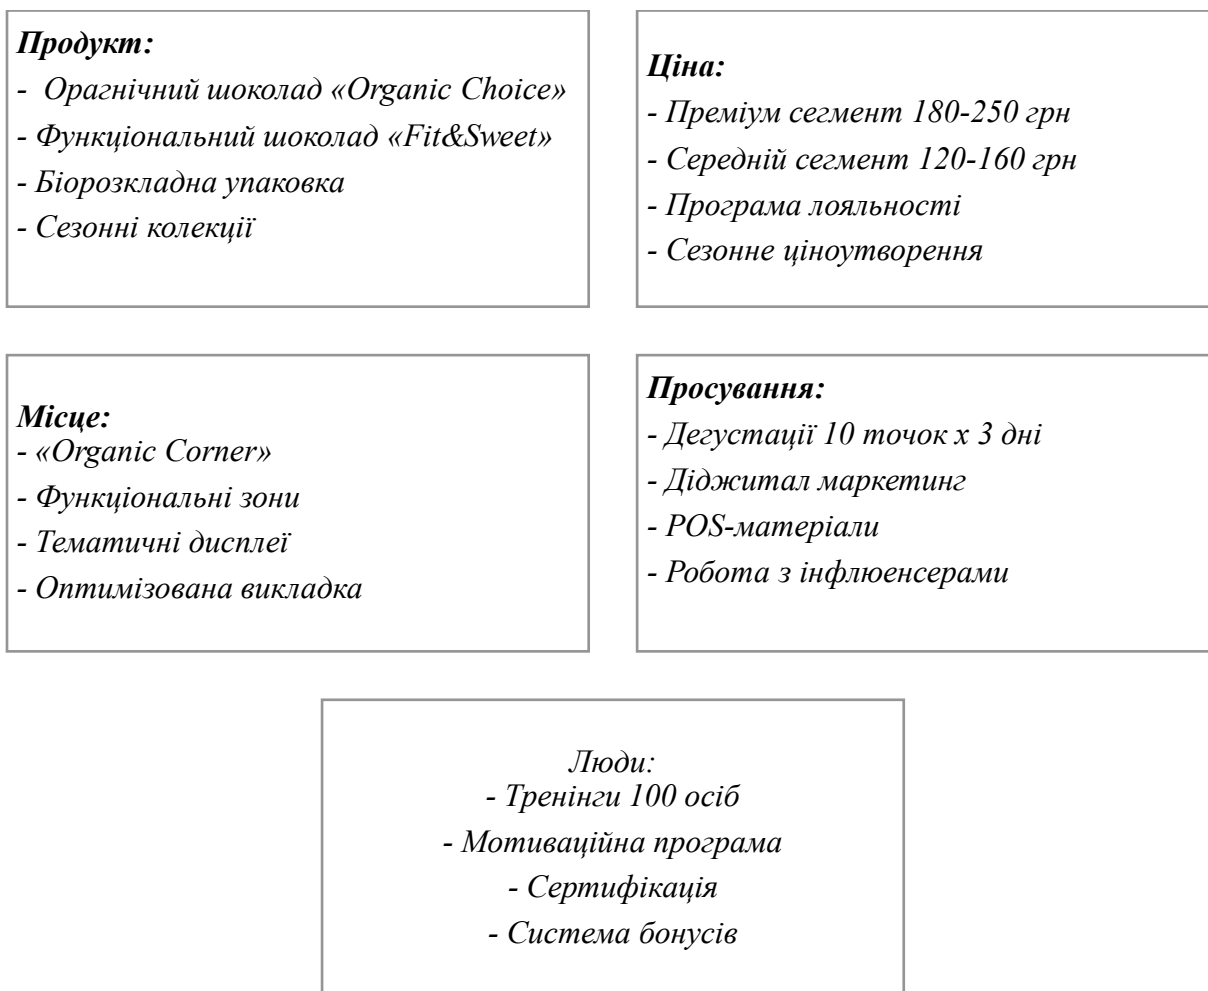 Продукт:
- Орагнічний шоколад «Organic Choice»
- Функціональний шоколад «Fit&Sweet»
- Біорозкладна упаковка
- Сезонні колекції
Ціна:
- Преміум сегмент 180-250 грн
- Середній сегмент 120-160 грн
- Програма лояльності
- Сезонне ціноутворення
Місце:
- «Organic Corner»
- Функціональні зони
- Тематичні дисплеї
- Оптимізована викладка
Просування:
- Дегустації 10 точок х 3 дні
- Діджитал маркетинг
- POS-матеріали
- Робота з інфлюенсерами
Люди:
- Тренінги 100 осіб
- Мотиваційна програма
- Сертифікація
- Система бонусів